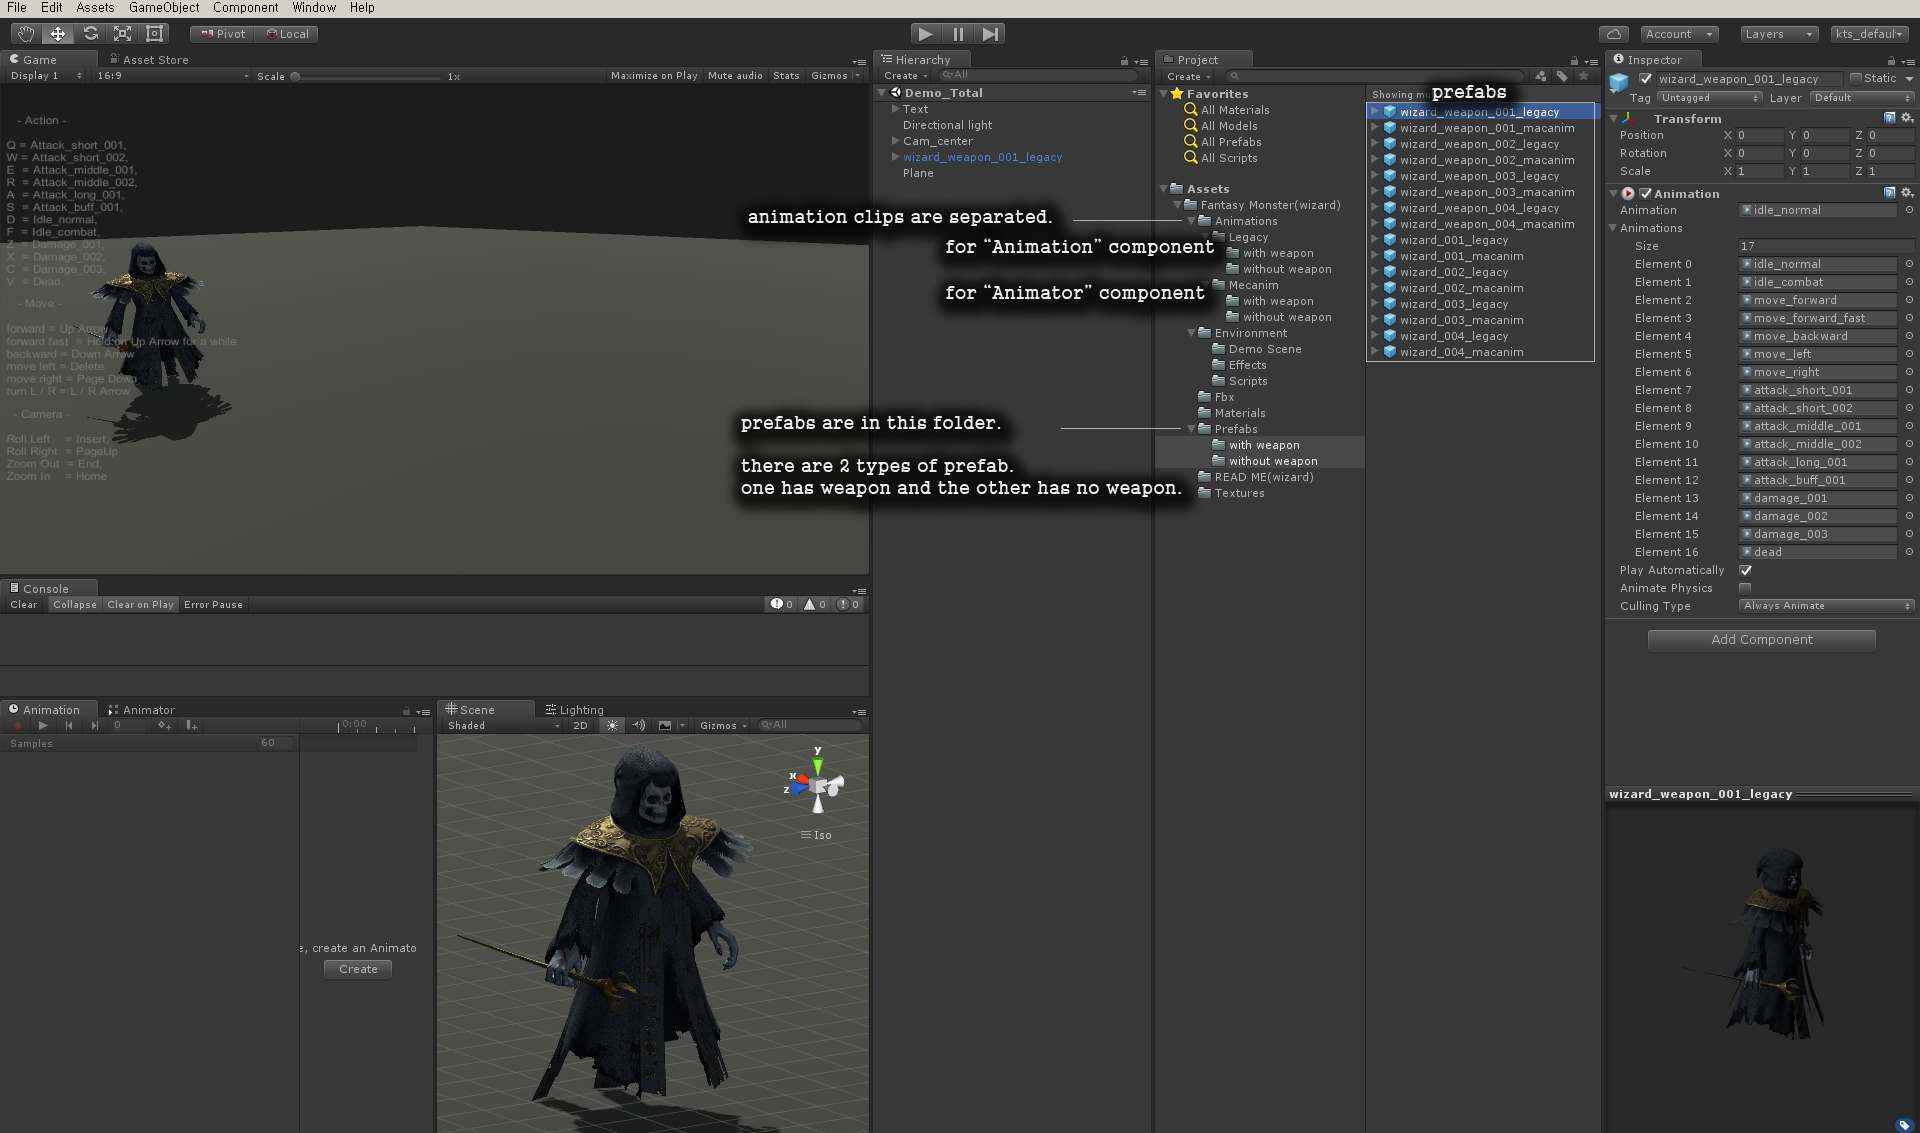 File Edit Assets GameObject Component Window Help
Pivot Local
Account Layers
Game Asset Store
Display 1 16:9 Scale 1x Maximize on Play Mute audio Stats Gizmos
- Action -
Q = Attack_short_001,
W = Attack_short_002,
E = Attack_middle_001,
R = Attack_middle_002,
A = Attack_long_001,
S = Attack_buff_001,
D = Idle_normal,
F = Idle_combat,
Z = Damage_001,
X = Damage_002,
C = Damage_003,
V = Dead,
- Move -
forward = Up Arrow
forward fast = Hold on Up Arrow for a while
backward = Down Arrow
move left = Delete
move right = Page Down
turn L / R = L / R Arrow
- Camera -
Roll Left = Insert,
Roll Right = PageUp
Zoom Out = End,
Zoom In = Home
Console
Clear Collapse Clear on Play Error Pause 0 0 0
Animation Animator
0 0:00
Samples 60
e, create an Animato
Create
Scene Lighting
Shaded 2D Gizmos All
y
x
z
Iso
Hierarchy
Create All
Demo_Total
Text
Directional light
Cam_center
wizard_weapon_001_legacy
Plane
animation clips are separated.
for “Animation” component
for “Animator” component
prefabs are in this folder.
there are 2 types of prefab.
one has weapon and the other has no weapon.
Project
Create
Favorites
All Materials
All Models
All Prefabs
All Scripts
Assets
Fantasy Monster(wizard)
Animations
Legacy
with weapon
without weapon
Mecanim
with weapon
without weapon
Environment
Demo Scene
Effects
Scripts
Fbx
Materials
Prefabs
with weapon
without weapon
READ ME(wizard)
Textures
Showing
prefabs
wizard_weapon_001_legacy
wizard_weapon_001_macanim
wizard_weapon_002_legacy
wizard_weapon_002_macanim
wizard_weapon_003_legacy
wizard_weapon_003_macanim
wizard_weapon_004_legacy
wizard_weapon_004_macanim
wizard_001_legacy
wizard_001_macanim
wizard_002_legacy
wizard_002_macanim
wizard_003_legacy
wizard_003_macanim
wizard_004_legacy
wizard_004_macanim
Inspector
wizard_weapon_001_legacy Static
Tag Untagged Layer Default
Transform
Position X 0 Y 0 Z 0
Rotation X 0 Y 0 Z 0
Scale X 1 Y 1 Z 1
Animation
Animation idle_normal
Animations
Size 17
Element 0 idle_normal
Element 1 idle_combat
Element 2 move_forward
Element 3 move_forward_fast
Element 4 move_backward
Element 5 move_left
Element 6 move_right
Element 7 attack_short_001
Element 8 attack_short_002
Element 9 attack_middle_001
Element 10 attack_middle_002
Element 11 attack_long_001
Element 12 attack_buff_001
Element 13 damage_001
Element 14 damage_002
Element 15 damage_003
Element 16 dead
Play Automatically
Animate Physics
Culling Type Always Animate
Add Component
wizard_weapon_001_legacy